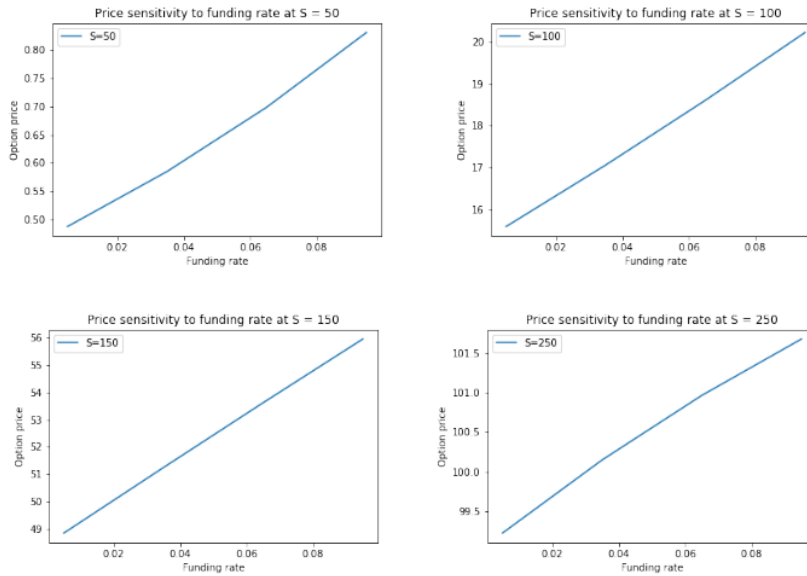 Price sensitivity to funding rate at S = 50
S=50
Option price
0.80
0.75
0.70
0.65
0.60
0.55
0.50
0.02 0.04 0.06 0.08
Funding rate
Price sensitivity to funding rate at S = 100
S=100
Option price
20
19
18
17
16
0.02 0.04 0.06 0.08
Funding rate
Price sensitivity to funding rate at S = 150
S=150
Option price
56
55
54
53
52
51
50
49
0.02 0.04 0.06 0.08
Funding rate
Price sensitivity to funding rate at S = 250
S=250
Option price
101.5
101.0
100.5
100.0
99.5
0.02 0.04 0.06 0.08
Funding rate